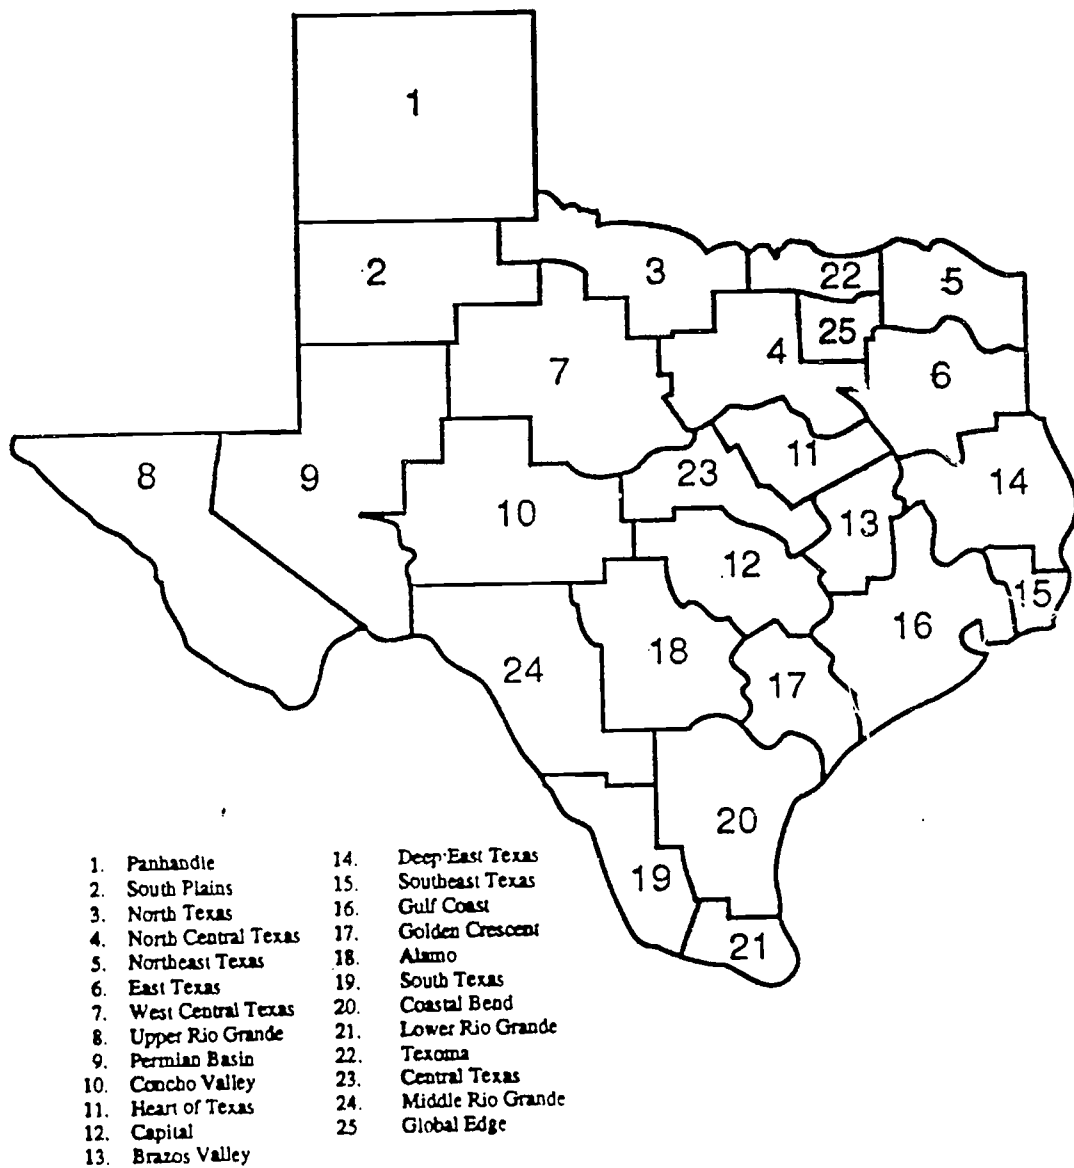 1
2
3
22
5
25
4
7
6
8
9
11
23
14
10
13
12
15
16
18
24
17
20
19
21
1. Panhandle
2. South Plains
3. North Texas
4. North Central Texas
5. Northeast Texas
6. East Texas
7. West Central Texas
8. Upper Rio Grande
9. Permian Basin
10. Concho Valley
11. Heart of Texas
12. Capital
13. Brazos Valley
14. Deep East Texas
15. Southeast Texas
16. Gulf Coast
17. Golden Crescent
18. Alamo
19. South Texas
20. Coastal Bend
21. Lower Rio Grande
22. Texoma
23. Central Texas
24. Middle Rio Grande
25 Global Edge